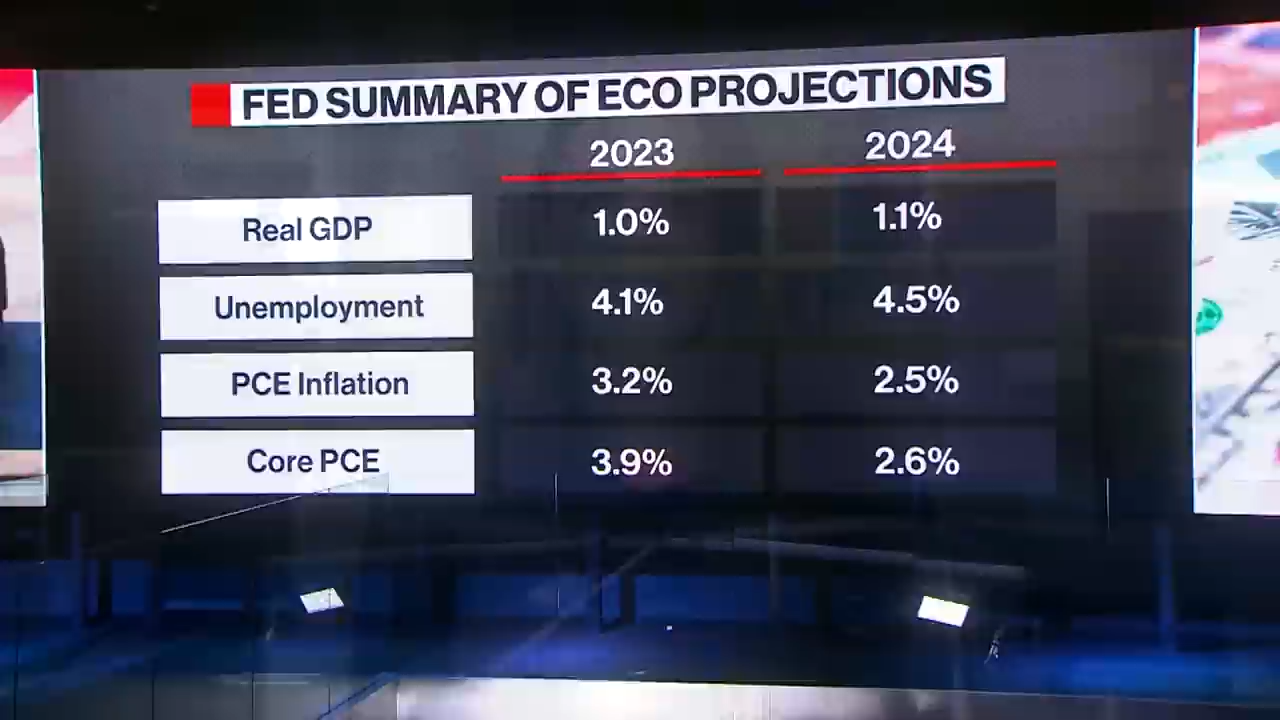 FED SUMMARY OF ECO PROJECTIONS
2023 2024
Real GDP 1.0% 1.1%
Unemployment 4.1% 4.5%
PCE Inflation 3.2% 2.5%
Core PCE 3.9% 2.6%